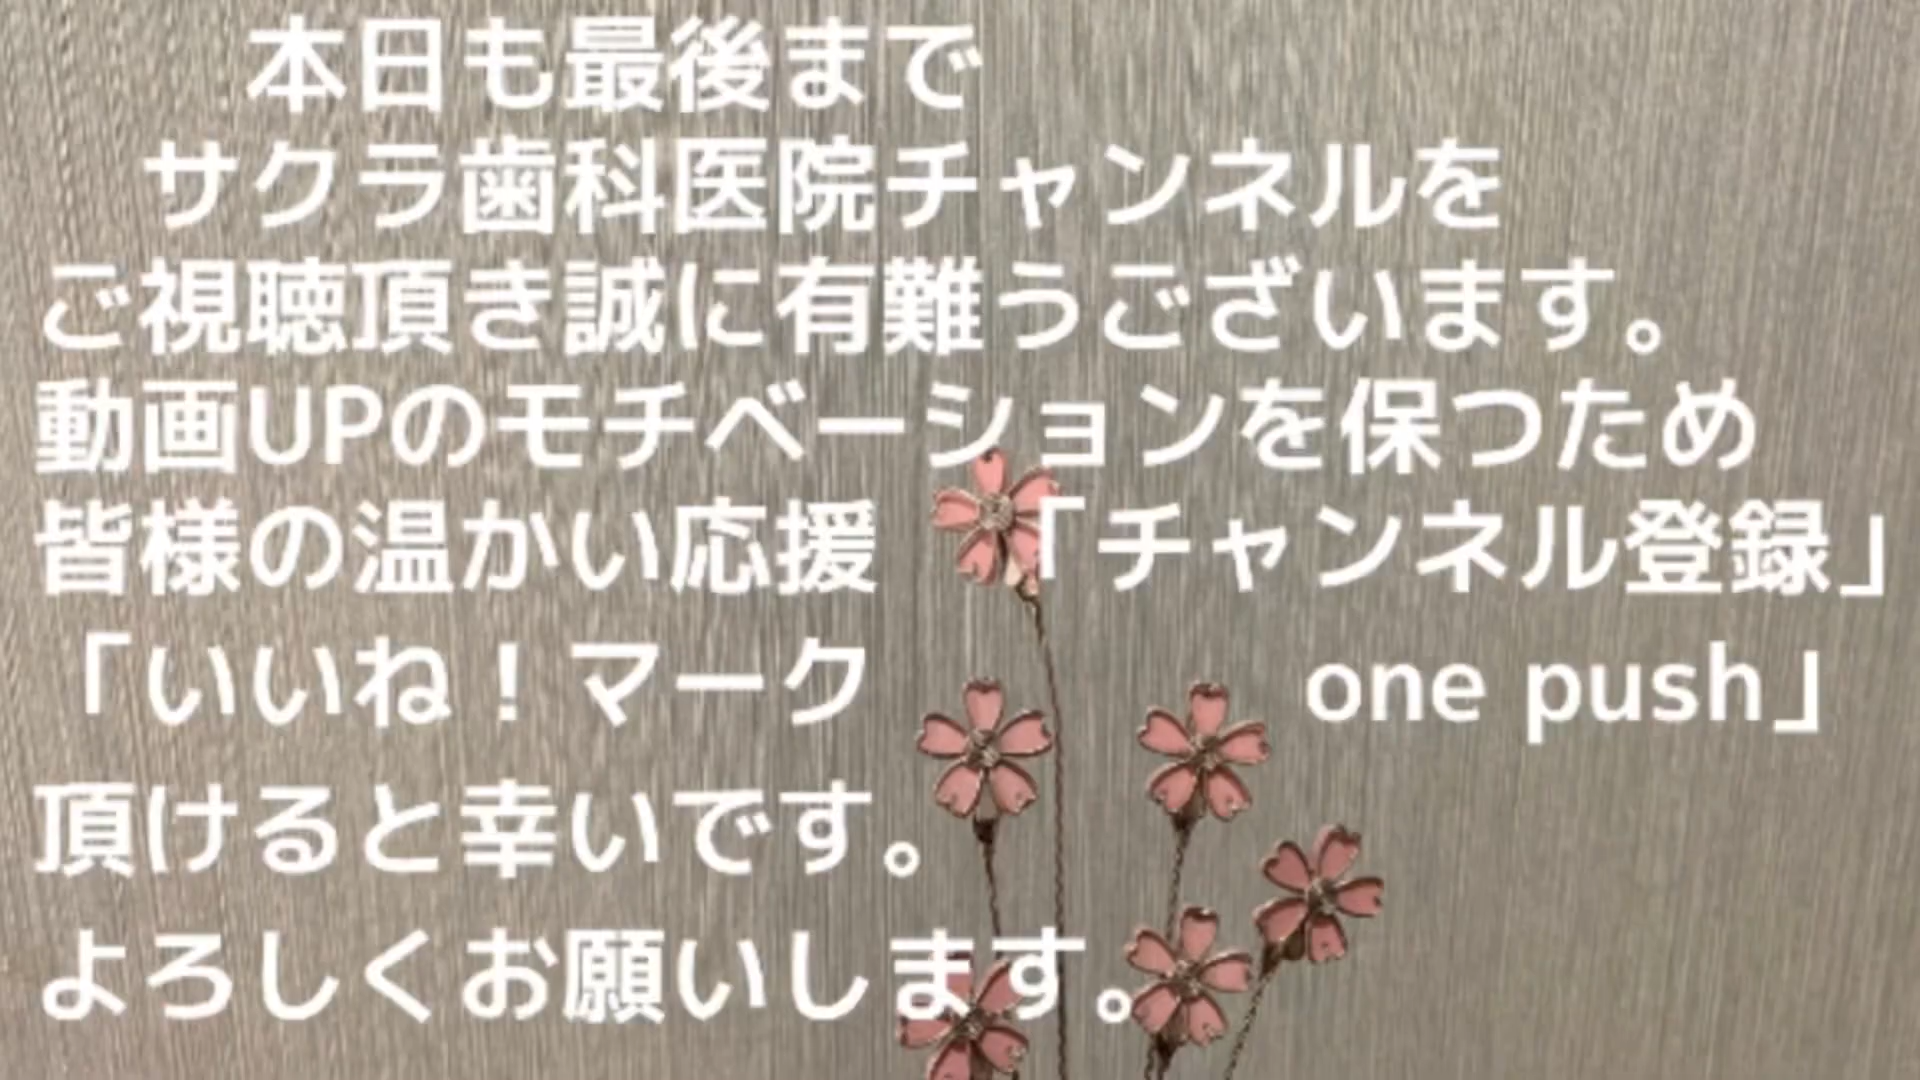 本日も最後まで
サクラ歯科医院チャンネルを
ご視聴頂き誠に有難うございます。
動画UPのモチベーションを保つため
皆様の温かい応援 「チャンネル登録」
「いいね！マーク one push」
頂けると幸いです。
よろしくお願いします。